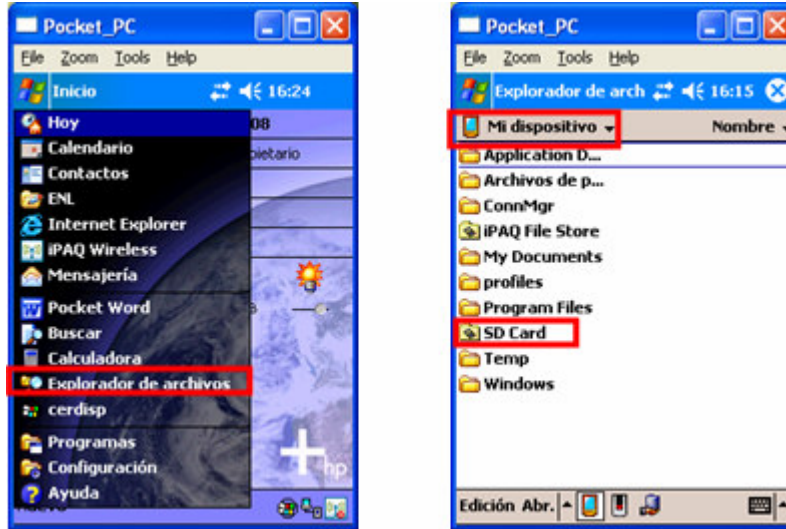 Pocket_PC
File Zoom Tools Help
Inicio 16:24
Hoy
08
Calendario
pietario
Contactos
ENL
Internet Explorer
iPAQ Wireless
Mensajería
Pocket Word
Buscar
Calculadora
Explorador de archivos
cerdisp
Programas
Configuración
Ayuda
hp
Pocket_PC
File Zoom Tools Help
Explorador de arch 16:15
Mi dispositivo Nombre
Application D...
Archivos de p...
ConnMgr
iPAQ File Store
My Documents
profiles
Program Files
SD Card
Temp
Windows
Edición Abr.